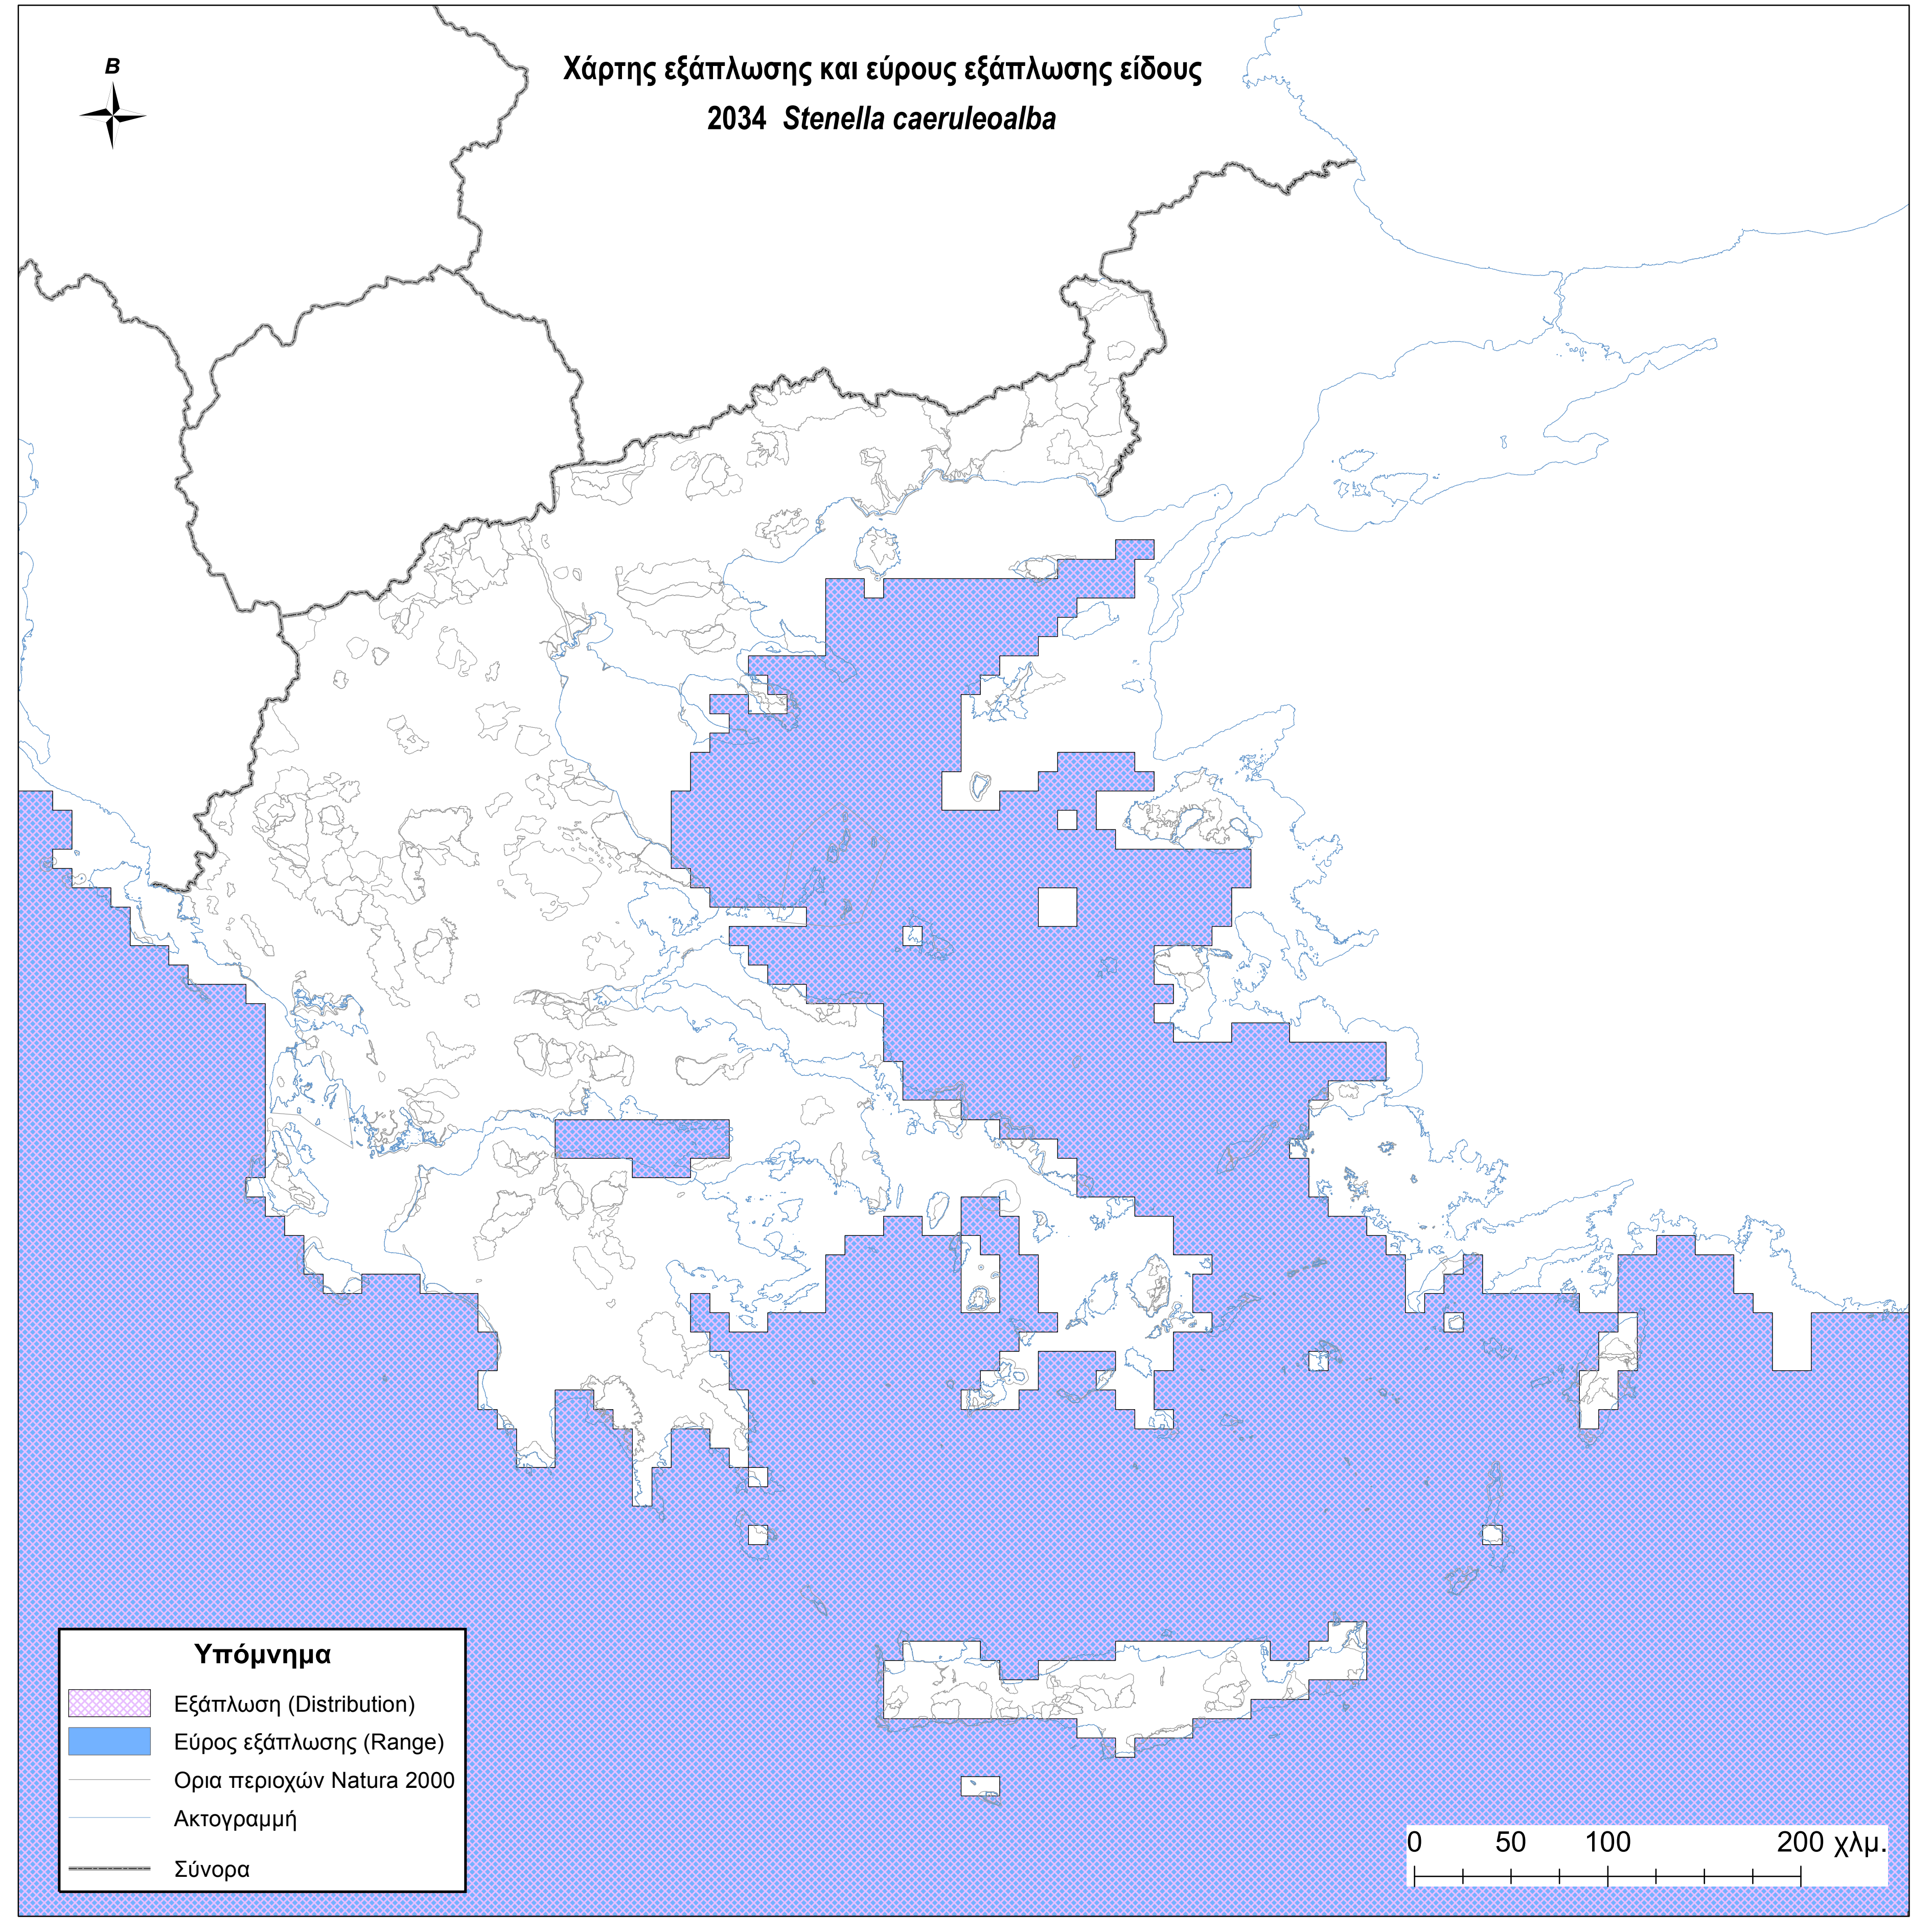 Χάρτης εξάπλωσης και εύρους εξάπλωσης είδους
2034 Stenella caeruleoalba
Β
Υπόμνημα
Εξάπλωση (Distribution)
Εύρος εξάπλωσης (Range)
Ορια περιοχών Natura 2000
Ακτογραμμή
Σύνορα
0 50 100 200 χλμ.